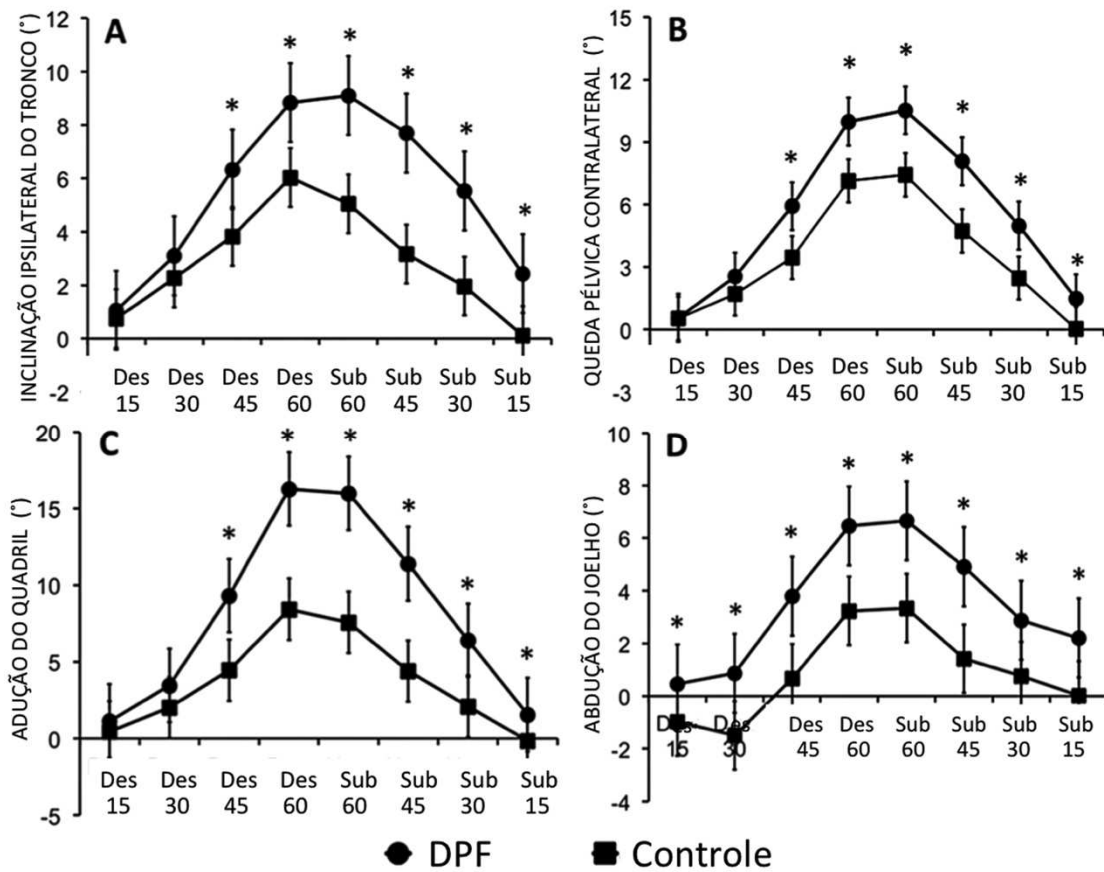 A
INCLINAÇÃO IPSILATERAL DO TRONCO (°)
12
10
8
6
4
2
0
-2
* * * * * *
Des Des Des Des Sub Sub Sub Sub
15 30 45 60 60 45 30 15
B
QUEDA PÉLVICA CONTRALATERAL (°)
15
12
9
6
3
0
-3
* * * * * *
Des Des Des Des Sub Sub Sub Sub
15 30 45 60 60 45 30 15
C
ADUÇÃO DO QUADRIL (°)
20
15
10
5
0
-5
* * * * * *
Des Des Des Des Sub Sub Sub Sub
15 30 45 60 60 45 30 15
D
ABDUÇÃO DO JOELHO (°)
10
8
6
4
2
0
-2
-4
* * * * * * * *
Des Des Des Des Sub Sub Sub Sub
15 30 45 60 60 45 30 15
DPF Controle